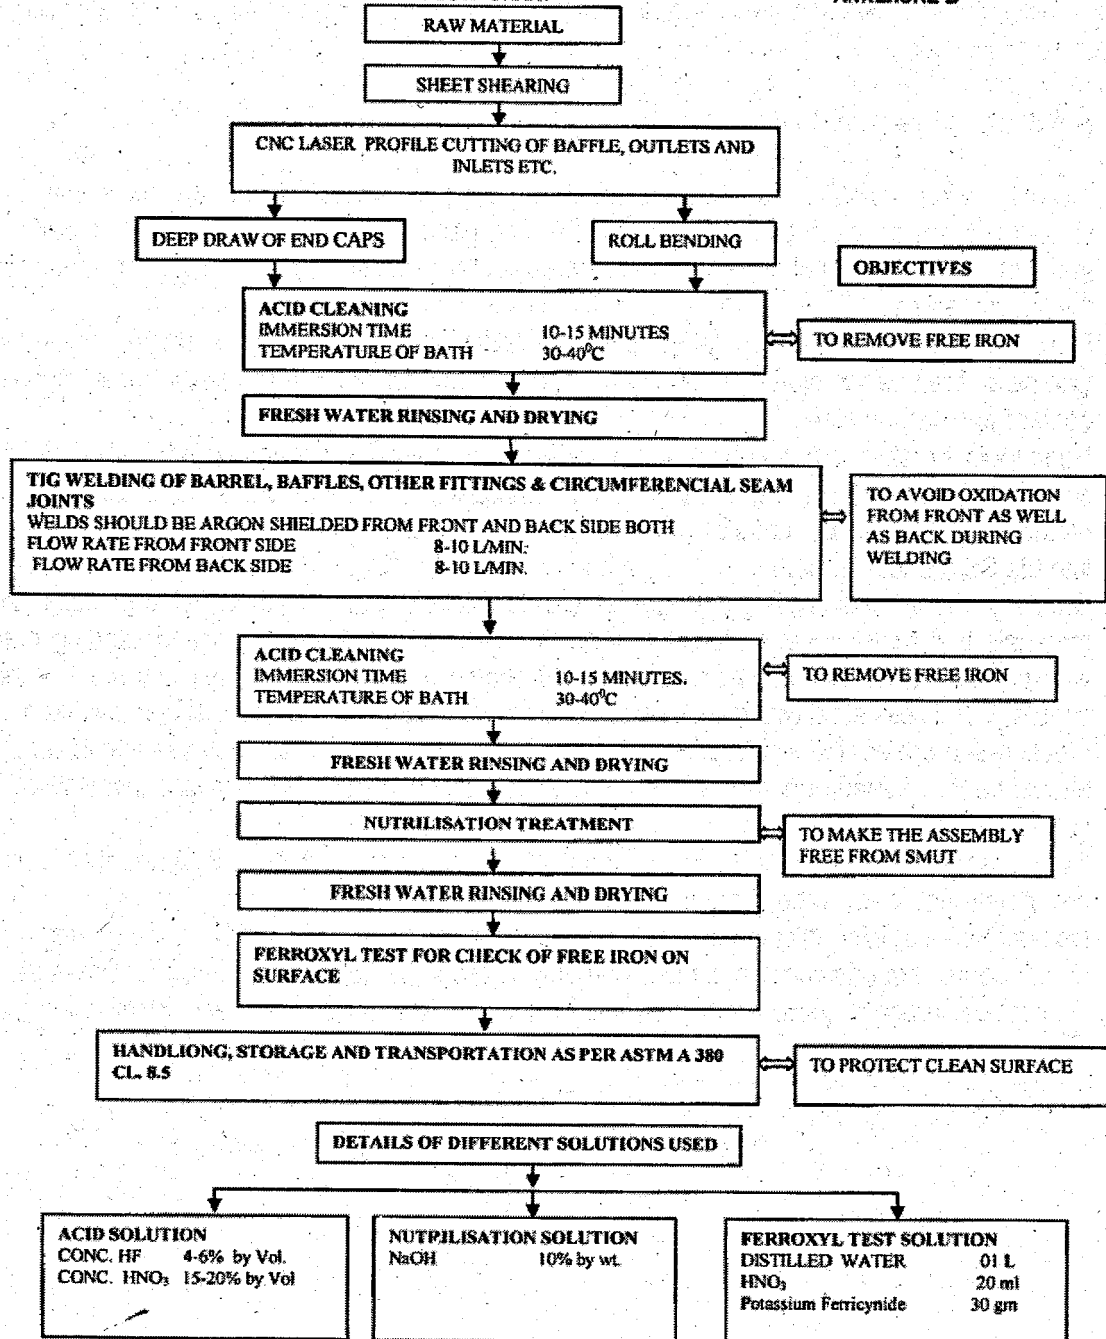 RAW MATERIAL
SHEET SHEARING
CNC LASER PROFILE CUTTING OF BAFFLE, OUTLETS AND
INLETS ETC.
DEEP DRAW OF END CAPS
ROLL BENDING
OBJECTIVES
ACID CLEANING
IMMERSION TIME 10-15 MINUTES
TEMPERATURE OF BATH 30-40⁰C
TO REMOVE FREE IRON
FRESH WATER RINSING AND DRYING
TIG WELDING OF BARREL, BAFFLES, OTHER FITTINGS & CIRCUMFERENCIAL SEAM
JOINTS
WELDS SHOULD BE ARGON SHIELDED FROM FRONT AND BACK SIDE BOTH
FLOW RATE FROM FRONT SIDE 8-10 L/MIN.
FLOW RATE FROM BACK SIDE 8-10 L/MIN.
TO AVOID OXIDATION
FROM FRONT AS WELL
AS BACK DURING
WELDING
ACID CLEANING
IMMERSION TIME 10-15 MINUTES.
TEMPERATURE OF BATH 30-40⁰C
TO REMOVE FREE IRON
FRESH WATER RINSING AND DRYING
NUTRILISATION TREATMENT
TO MAKE THE ASSEMBLY
FREE FROM SMUT
FRESH WATER RINSING AND DRYING
FERROXYL TEST FOR CHECK OF FREE IRON ON
SURFACE
HANDLIONG, STORAGE AND TRANSPORTATION AS PER ASTM A 380
CL. 8.5
TO PROTECT CLEAN SURFACE
DETAILS OF DIFFERENT SOLUTIONS USED
ACID SOLUTION
CONC. HF 4-6% by Vol.
CONC. HNO₃ 15-20% by Vol
NUTRILISATION SOLUTION
NaOH 10% by wt.
FERROXYL TEST SOLUTION
DISTILLED WATER 01 L
HNO₃ 20 ml
Potassium Ferricynide 30 gm